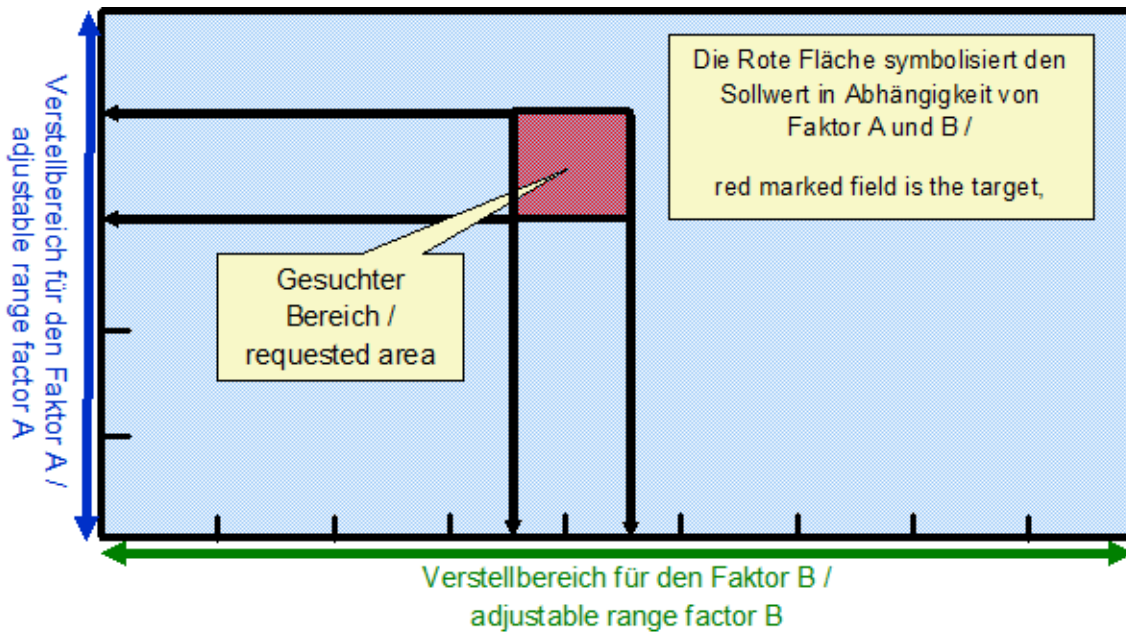 Verstellbereich für den Faktor A /
adjustable range factor A
Die Rote Fläche symbolisiert den
Sollwert in Abhängigkeit von
Faktor A und B /
red marked field is the target,
Gesuchter
Bereich /
requested area
Verstellbereich für den Faktor B /
adjustable range factor B